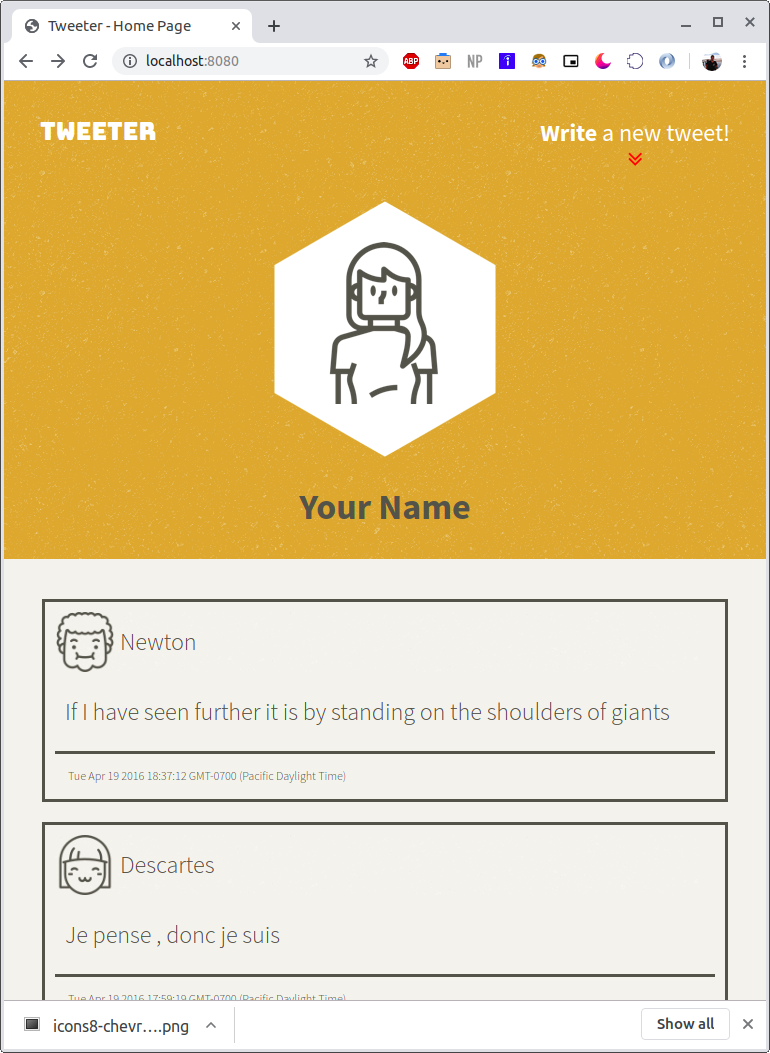 Tweeter - Home Page
localhost:8080
ABP
NP
TWEETER
Write a new tweet!
Your Name
Newton
If I have seen further it is by standing on the shoulders of giants
Tue Apr 19 2016 18:37:12 GMT-0700 (Pacific Daylight Time)
Descartes
Je pense , donc je suis
Tue Apr 19 2016 17:59:19 GMT-0700 (Pacific Daylight Time)
icons8-chevr....png
Show all